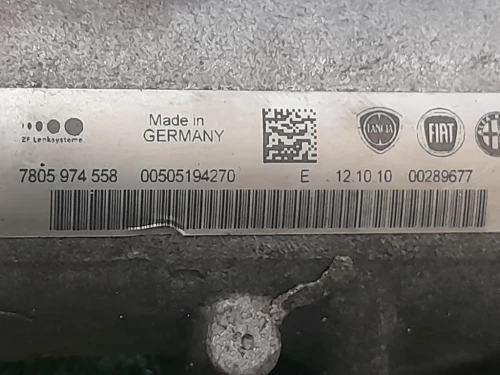 ZF Lenksysteme
Made in
GERMANY
LANCIA
FIAT
7805 974 558 00505194270 E 12.10.10 00289677